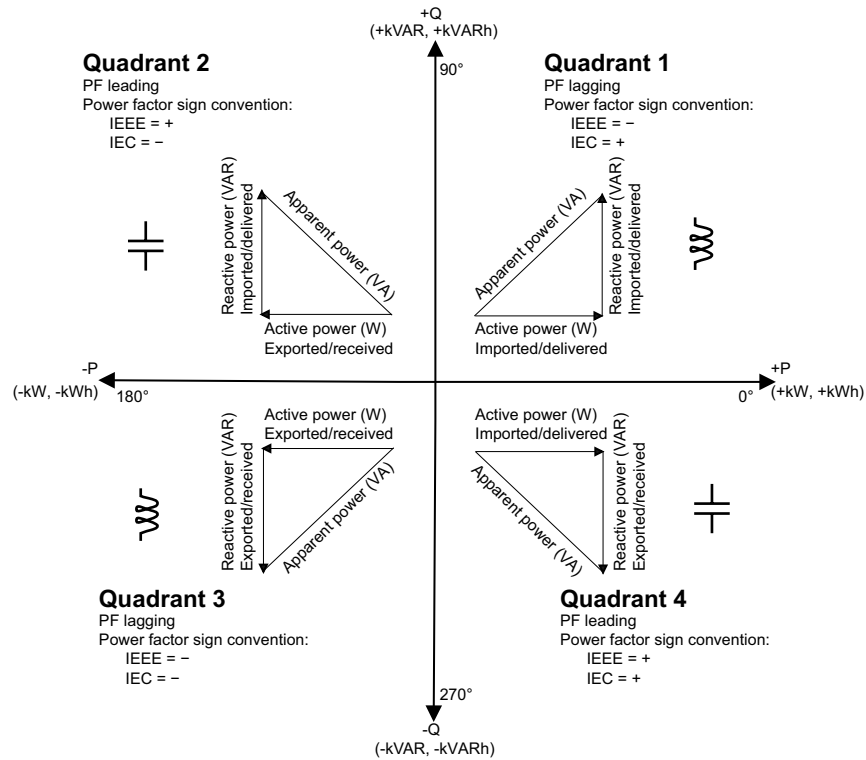 +Q
(+kVAR, +kVARh)
90°
Quadrant 2
PF leading
Power factor sign convention:
IEEE = +
IEC = −
Reactive power (VAR)
Imported/delivered
Apparent power (VA)
Active power (W)
Exported/received
Quadrant 1
PF lagging
Power factor sign convention:
IEEE = −
IEC = +
Apparent power (VA)
Reactive power (VAR)
Imported/delivered
Active power (W)
Imported/delivered
-P
(-kW, -kWh)
180°
0°
+P
(+kW, +kWh)
Active power (W)
Exported/received
Reactive power (VAR)
Exported/received
Apparent power (VA)
Quadrant 3
PF lagging
Power factor sign convention:
IEEE = −
IEC = −
Active power (W)
Imported/delivered
Apparent power (VA)
Reactive power (VAR)
Exported/received
Quadrant 4
PF leading
Power factor sign convention:
IEEE = +
IEC = +
270°
-Q
(-kVAR, -kVARh)